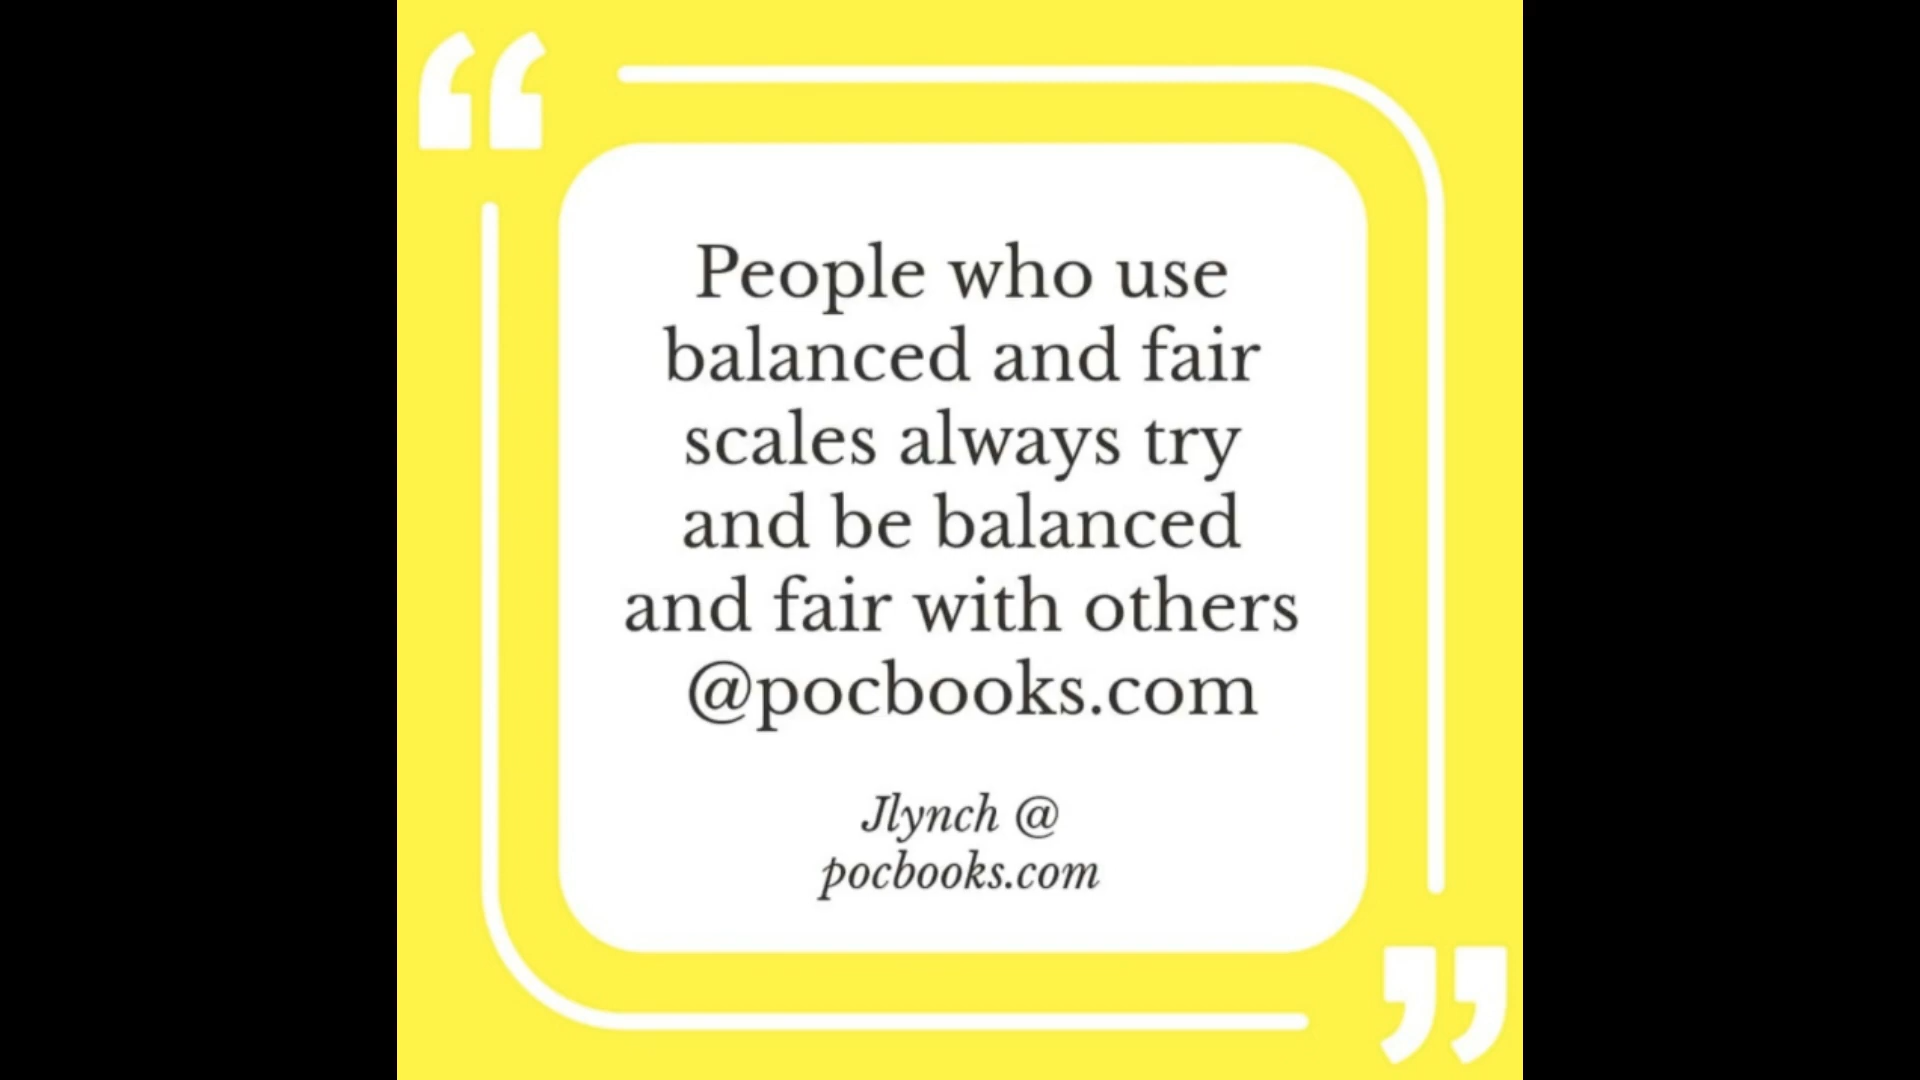 People who use
balanced and fair
scales always try
and be balanced
and fair with others
@pocbooks.com
Jlynch @
pocbooks.com